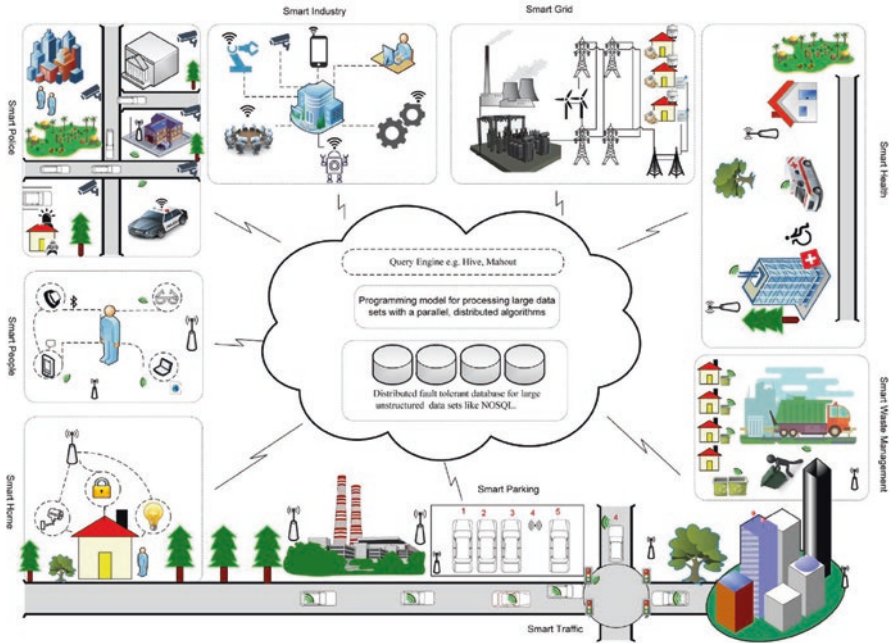 Smart Industry
Smart Grid
Smart Police
Smart Health
Query Engine e.g. Hive, Mahout
Programming model for processing large data
sets with a parallel, distributed algorithms
Distributed fault tolerant database for large
unstructured data sets like NOSQL.
Smart People
Smart Waste Management
Smart Home
Smart Parking
1 2 3 4 5
4
Smart Traffic